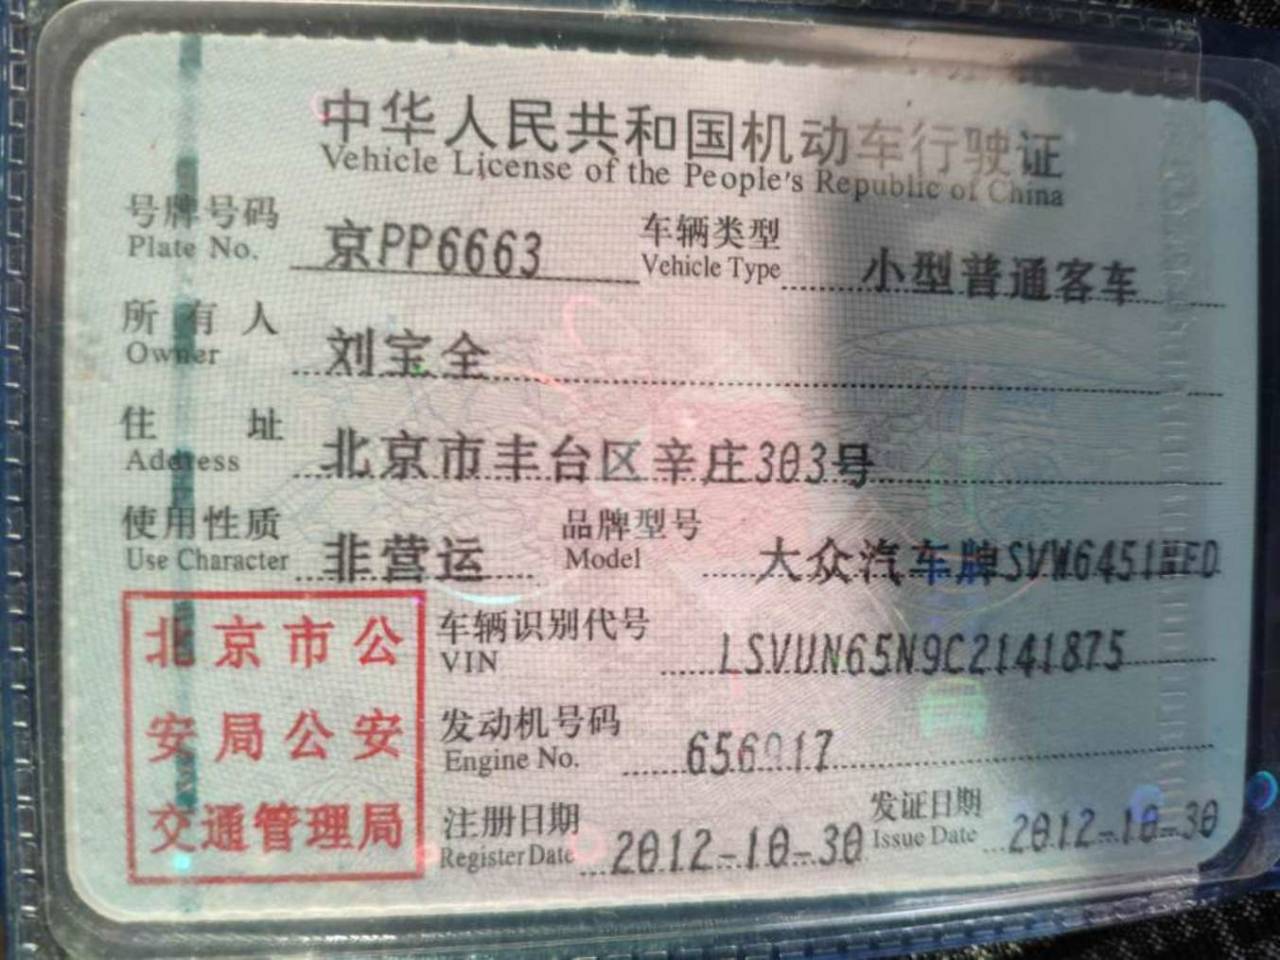 中华人民共和国机动车行驶证
Vehicle License of the People's Republic of China
号牌号码 京PP6663 车辆类型 小型普通客车
Plate No. Vehicle Type
所有人 刘宝全
Owner
住址 北京市丰台区辛庄303号
Address
使用性质 非营运 品牌型号 大众汽车牌
Use Character Model
北京市公
安局公安
交通管理局
车辆识别代号 LSVUN65N9C2141875
VIN
发动机号码
Engine No.
注册日期 2012-10-30 发证日期 2012-10-30
Register Date Issue Date